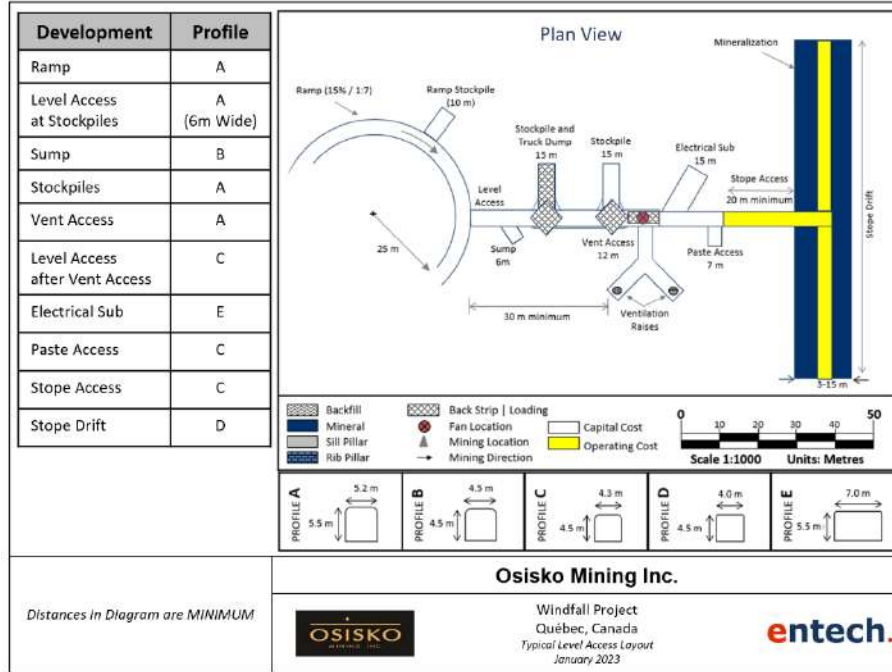 Development Profile
Ramp A
Level Access at Stockpiles A (6m Wide)
Sump B
Stockpiles A
Vent Access A
Level Access after Vent Access C
Electrical Sub E
Paste Access C
Stope Access C
Stope Drift D
Plan View
Mineralization
Ramp (15% / 1:7)
Ramp Stockpile
(10 m)
Stockpile and
Truck Dump
15 m
Stockpile
15 m
Electrical Sub
15 m
Stope Access
20 m minimum
Level
Access
Stope Drift
25 m
Sump
6m
Vent Access
12 m
Paste Access
7 m
30 m minimum
Ventilation
Raises
3-15 m
Backfill
Mineral
Sill Pillar
Rib Pillar
Back Strip | Loading
Fan Location
Mining Location
Mining Direction
Capital Cost
Operating Cost
0 10 20 30 40 50
Scale 1:1000 Units: Metres
PROFILE A 5.2 m 5.5 m
PROFILE B 4.5 m 4.5 m
PROFILE C 4.3 m 4.5 m
PROFILE D 4.0 m 4.5 m
PROFILE E 7.0 m 5.5 m
Distances in Diagram are MINIMUM
Osisko Mining Inc.
OSISKO
MINING INC.
Windfall Project
Québec, Canada
Typical Level Access Layout
January 2023
entech.